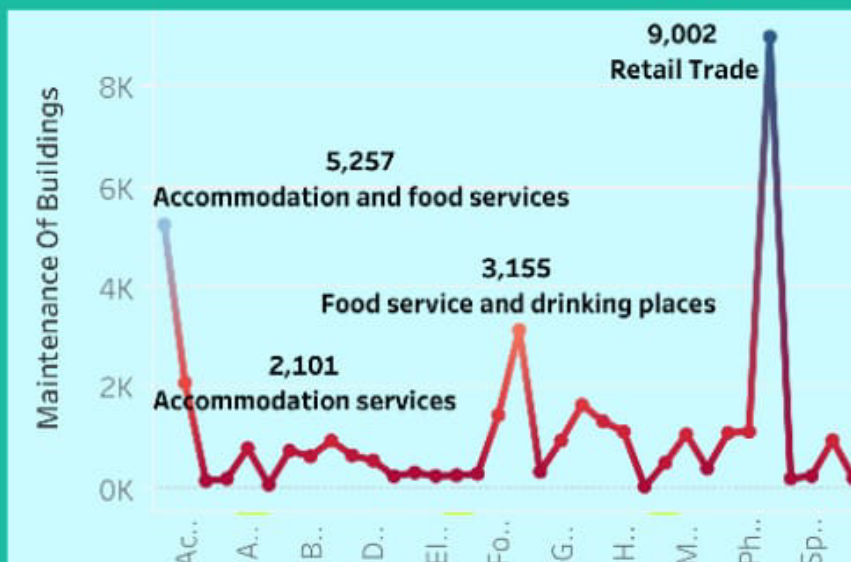 9,002
Retail Trade
8K
5,257
6K
Accommodation and food services
3,155
4K
Food service and drinking places
2,101
2K
Accommodation services
0K
Maintenance Of Buildings
Ac..
A..
B..
D..
El..
Fo..
G..
H..
M..
Ph..
Sp..